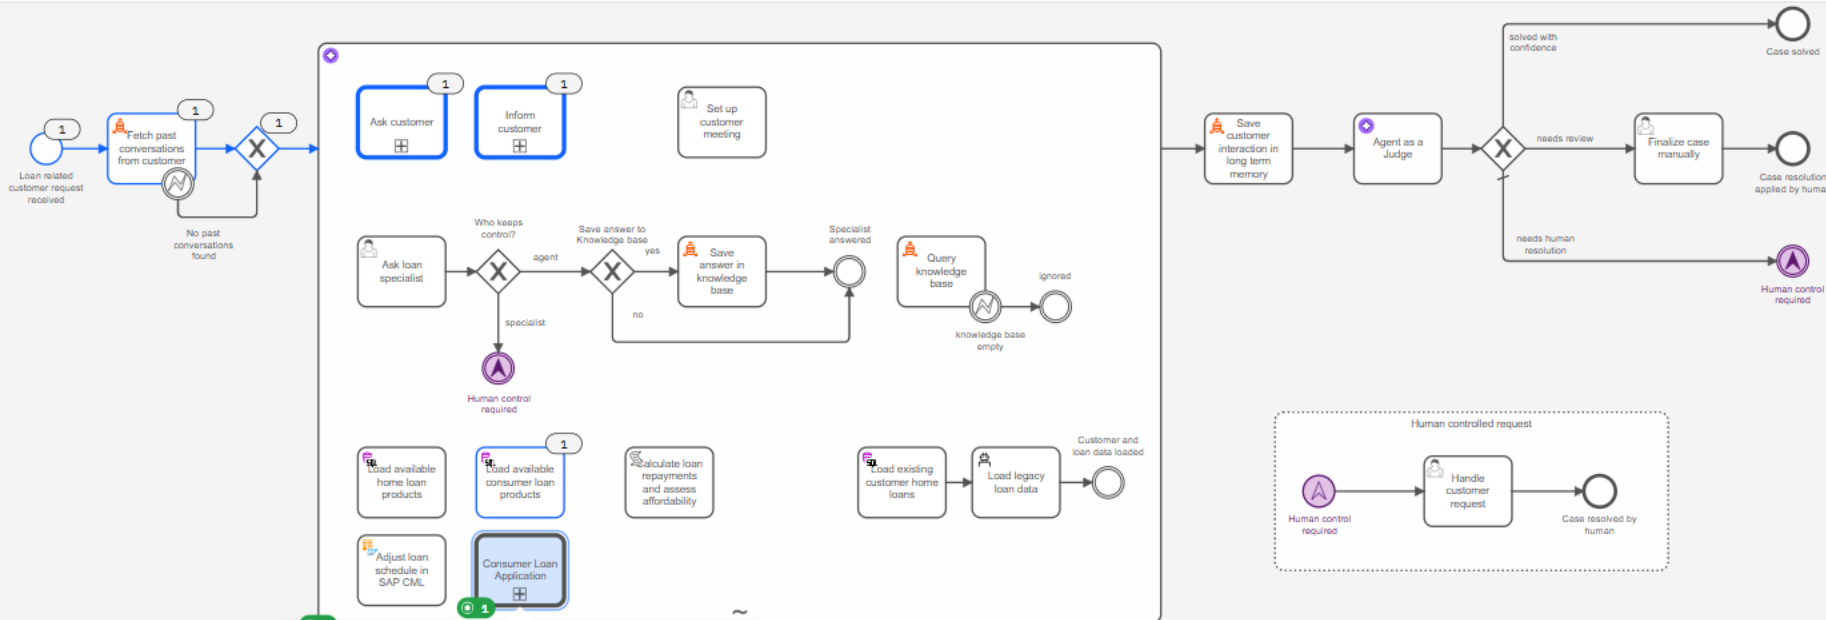 solved with
confidence
Case solved
1
1
1
1
1
Ask customer
Inform
customer
Set up
customer
meeting
Fetch past
conversations
from customer
Loan related
customer request
received
No past
conversations
found
Save
customer
interaction in
long term
memory
Agent as a
Judge
needs review
Finalize case
manually
Case resolution
applied by huma
needs human
resolution
Human control
required
Who keeps
control?
Save answer to
Knowledge base
Specialist
answered
Ask loan
specialist
agent
yes
Save
answer in
knowledge
base
no
specialist
Human control
required
Query
knowledge
base
ignored
knowledge base
empty
Human controlled request
Human control
required
Handle
customer
request
Case resolved by
human
1
SQL
Load available
home loan
products
SQL
Load available
consumer loan
products
Calculate loan
repayments
and assess
affordability
SQL
Load existing
customer home
loans
Load legacy
loan data
Customer and
loan data loaded
Adjust loan
schedule in
SAP CML
Consumer Loan
Application
1
~